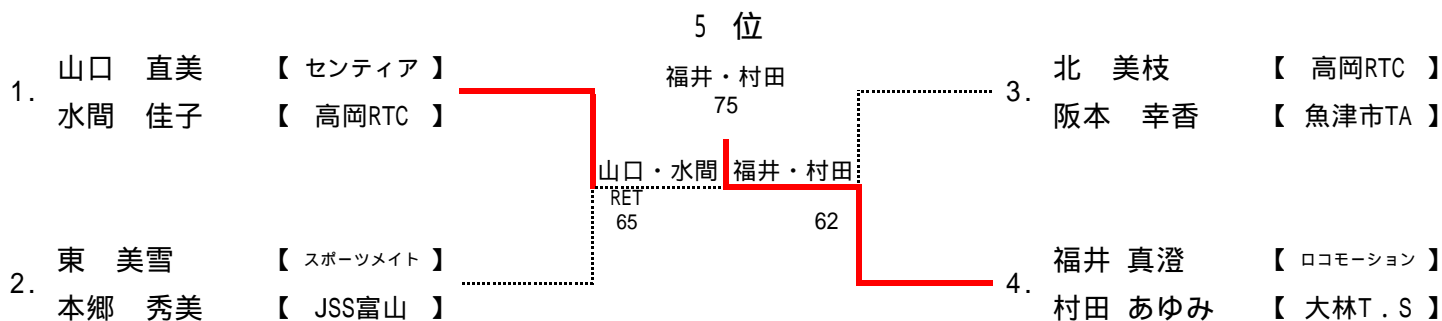 5 位
福井・村田
75
1.
山口 直美 【 センティア 】
水間 佳子 【 高岡RTC 】
3.
北 美枝 【 高岡RTC 】
阪本 幸香 【 魚津市TA 】
山口・水間
RET
65
福井・村田
62
2.
東 美雪 【 スポーツメイト 】
本郷 秀美 【 JSS富山 】
4.
福井 真澄 【 ロコモーション 】
村田 あゆみ 【 大林T．S 】